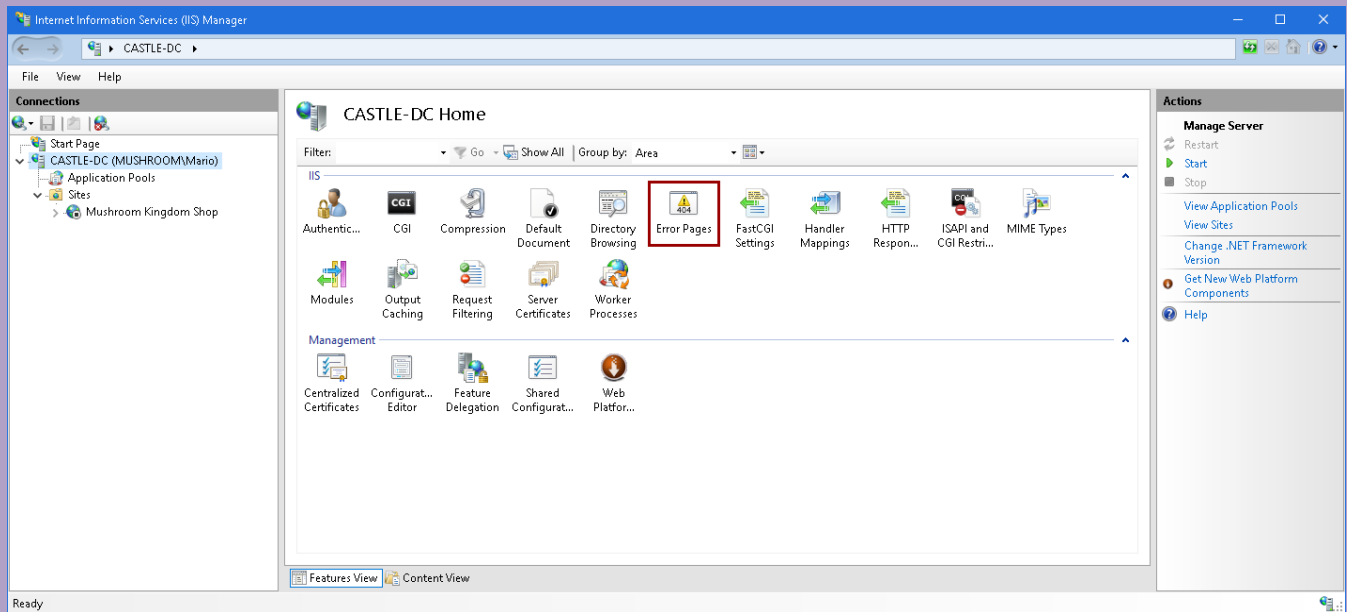 Internet Information Services (IIS) Manager
CASTLE-DC
File View Help
Connections
Start Page
CASTLE-DC (MUSHROOM\Mario)
Application Pools
Sites
Mushroom Kingdom Shop
CASTLE-DC Home
Filter: Go Show All Group by: Area
IIS
Authentic...
CGI
CGI
Compression
Default
Document
Directory
Browsing
404
Error Pages
FastCGI
Settings
Handler
Mappings
HTTP
Respon...
ISAPI and
CGI Restri...
MIME Types
Modules
Output
Caching
Request
Filtering
Server
Certificates
Worker
Processes
Management
Centralized
Certificates
Configurat...
Editor
Feature
Delegation
Shared
Configurat...
Web
Platfor...
Features View Content View
Actions
Manage Server
Restart
Start
Stop
View Application Pools
View Sites
Change .NET Framework
Version
Get New Web Platform
Components
Help
Ready